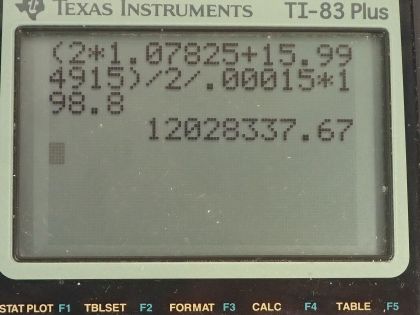 TEXAS INSTRUMENTS TI-83 Plus
(2*1.07825+15.99
4915)/2/.00015*1
98.8
12028337.67
STAT PLOT F1 TBLSET F2 FORMAT F3 CALC F4 TABLE F5